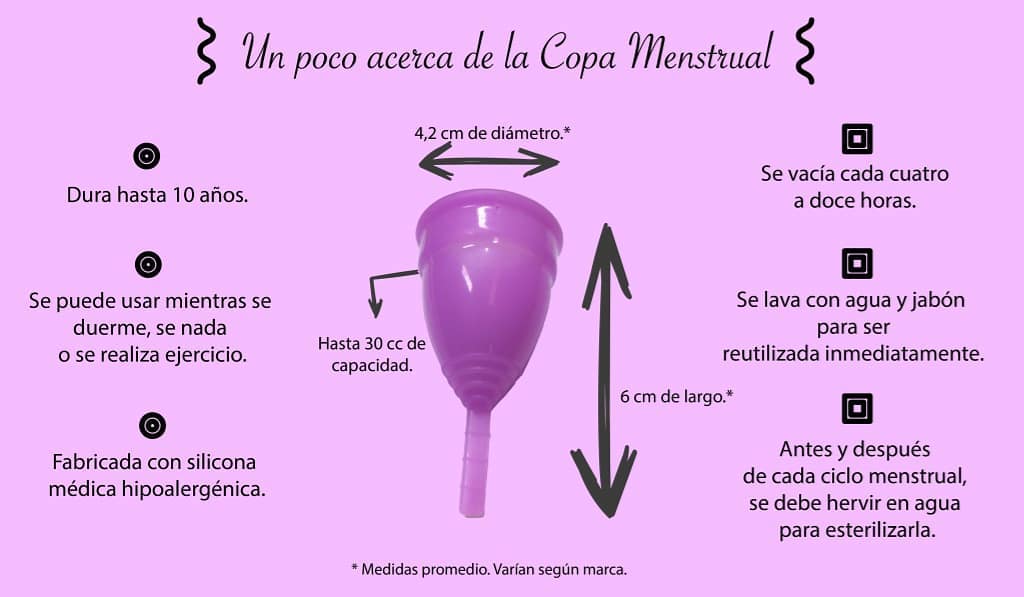 Un poco acerca de la Copa Menstrual
4,2 cm de diámetro.*
Dura hasta 10 años.
Se puede usar mientras se
duerme, se nada
o se realiza ejercicio.
Fabricada con silicona
médica hipoalergénica.
Hasta 30 cc de
capacidad.
6 cm de largo.*
Se vacía cada cuatro
a doce horas.
Se lava con agua y jabón
para ser
reutilizada inmediatamente.
Antes y después
de cada ciclo menstrual,
se debe hervir en agua
para esterilizarla.
* Medidas promedio. Varían según marca.